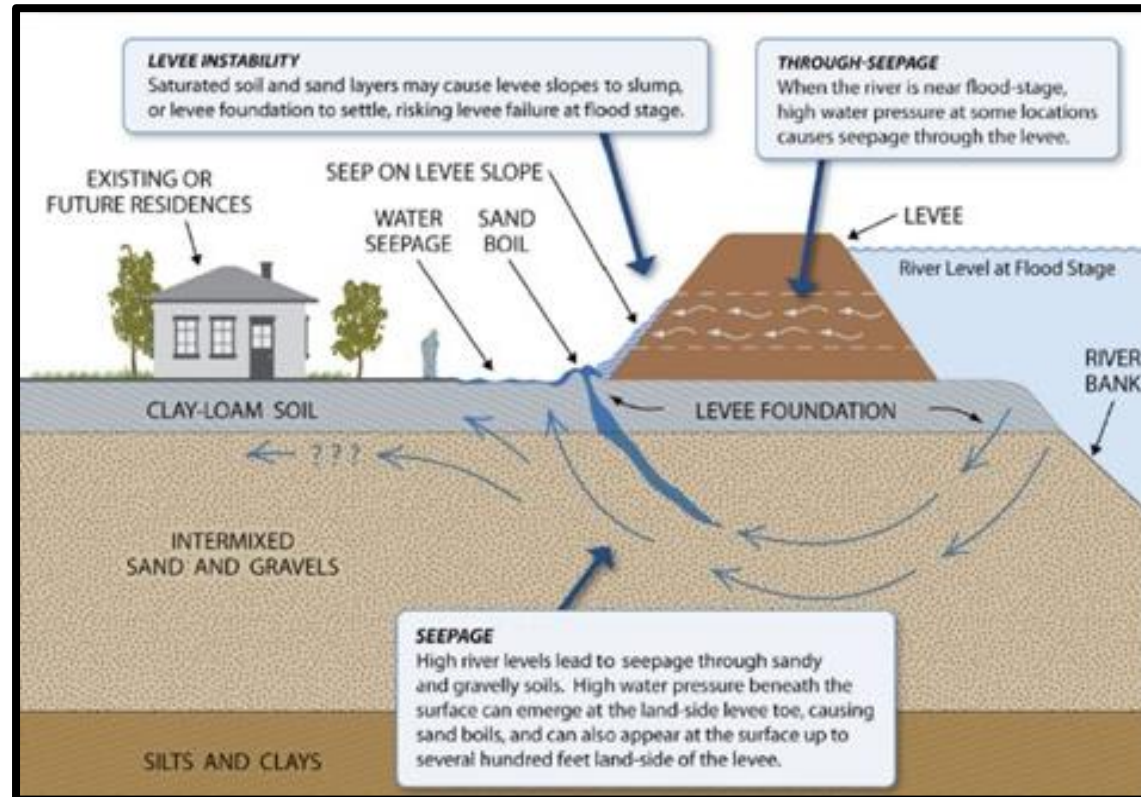 LEVEE INSTABILITY
Saturated soil and sand layers may cause levee slopes to slump,
or levee foundation to settle, risking levee failure at flood stage.
THROUGH-SEEPAGE
When the river is near flood-stage,
high water pressure at some locations
causes seepage through the levee.
EXISTING OR
FUTURE RESIDENCES
SEEP ON LEVEE SLOPE
WATER
SEEPAGE
SAND
BOIL
LEVEE
River Level at Flood Stage
RIVER
BANK
CLAY-LOAM SOIL
LEVEE FOUNDATION
? ? ?
INTERMIXED
SAND AND GRAVELS
SEEPAGE
High river levels lead to seepage through sandy
and gravelly soils. High water pressure beneath the
surface can emerge at the land-side levee toe, causing
sand boils, and can also appear at the surface up to
several hundred feet land-side of the levee.
SILTS AND CLAYS